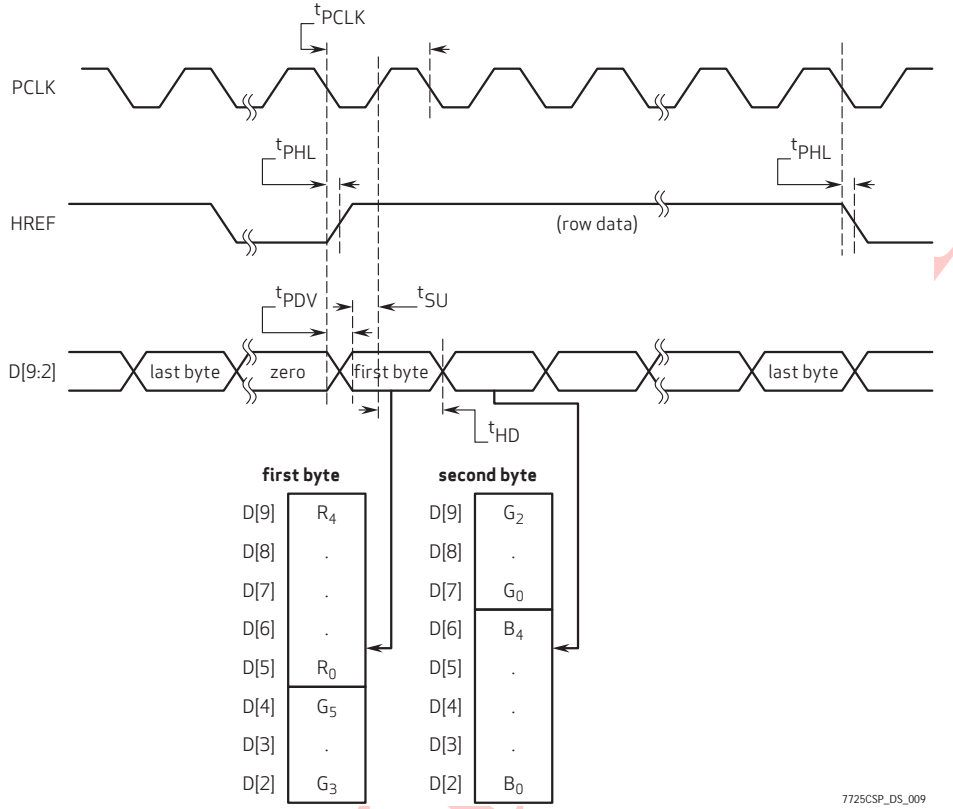 tPCLK
PCLK
tPHL
tPHL
HREF
(row data)
tPDV
tSU
D[9:2]
last byte
zero
first byte
last byte
tHD
first byte
second byte
D[9] R4
D[9] G2
D[8] .
D[8] .
D[7] .
D[7] G0
D[6] .
D[6] B4
D[5] R0
D[5] .
D[4] G5
D[4] .
D[3] .
D[3] .
D[2] G3
D[2] B0
7725CSP_DS_009